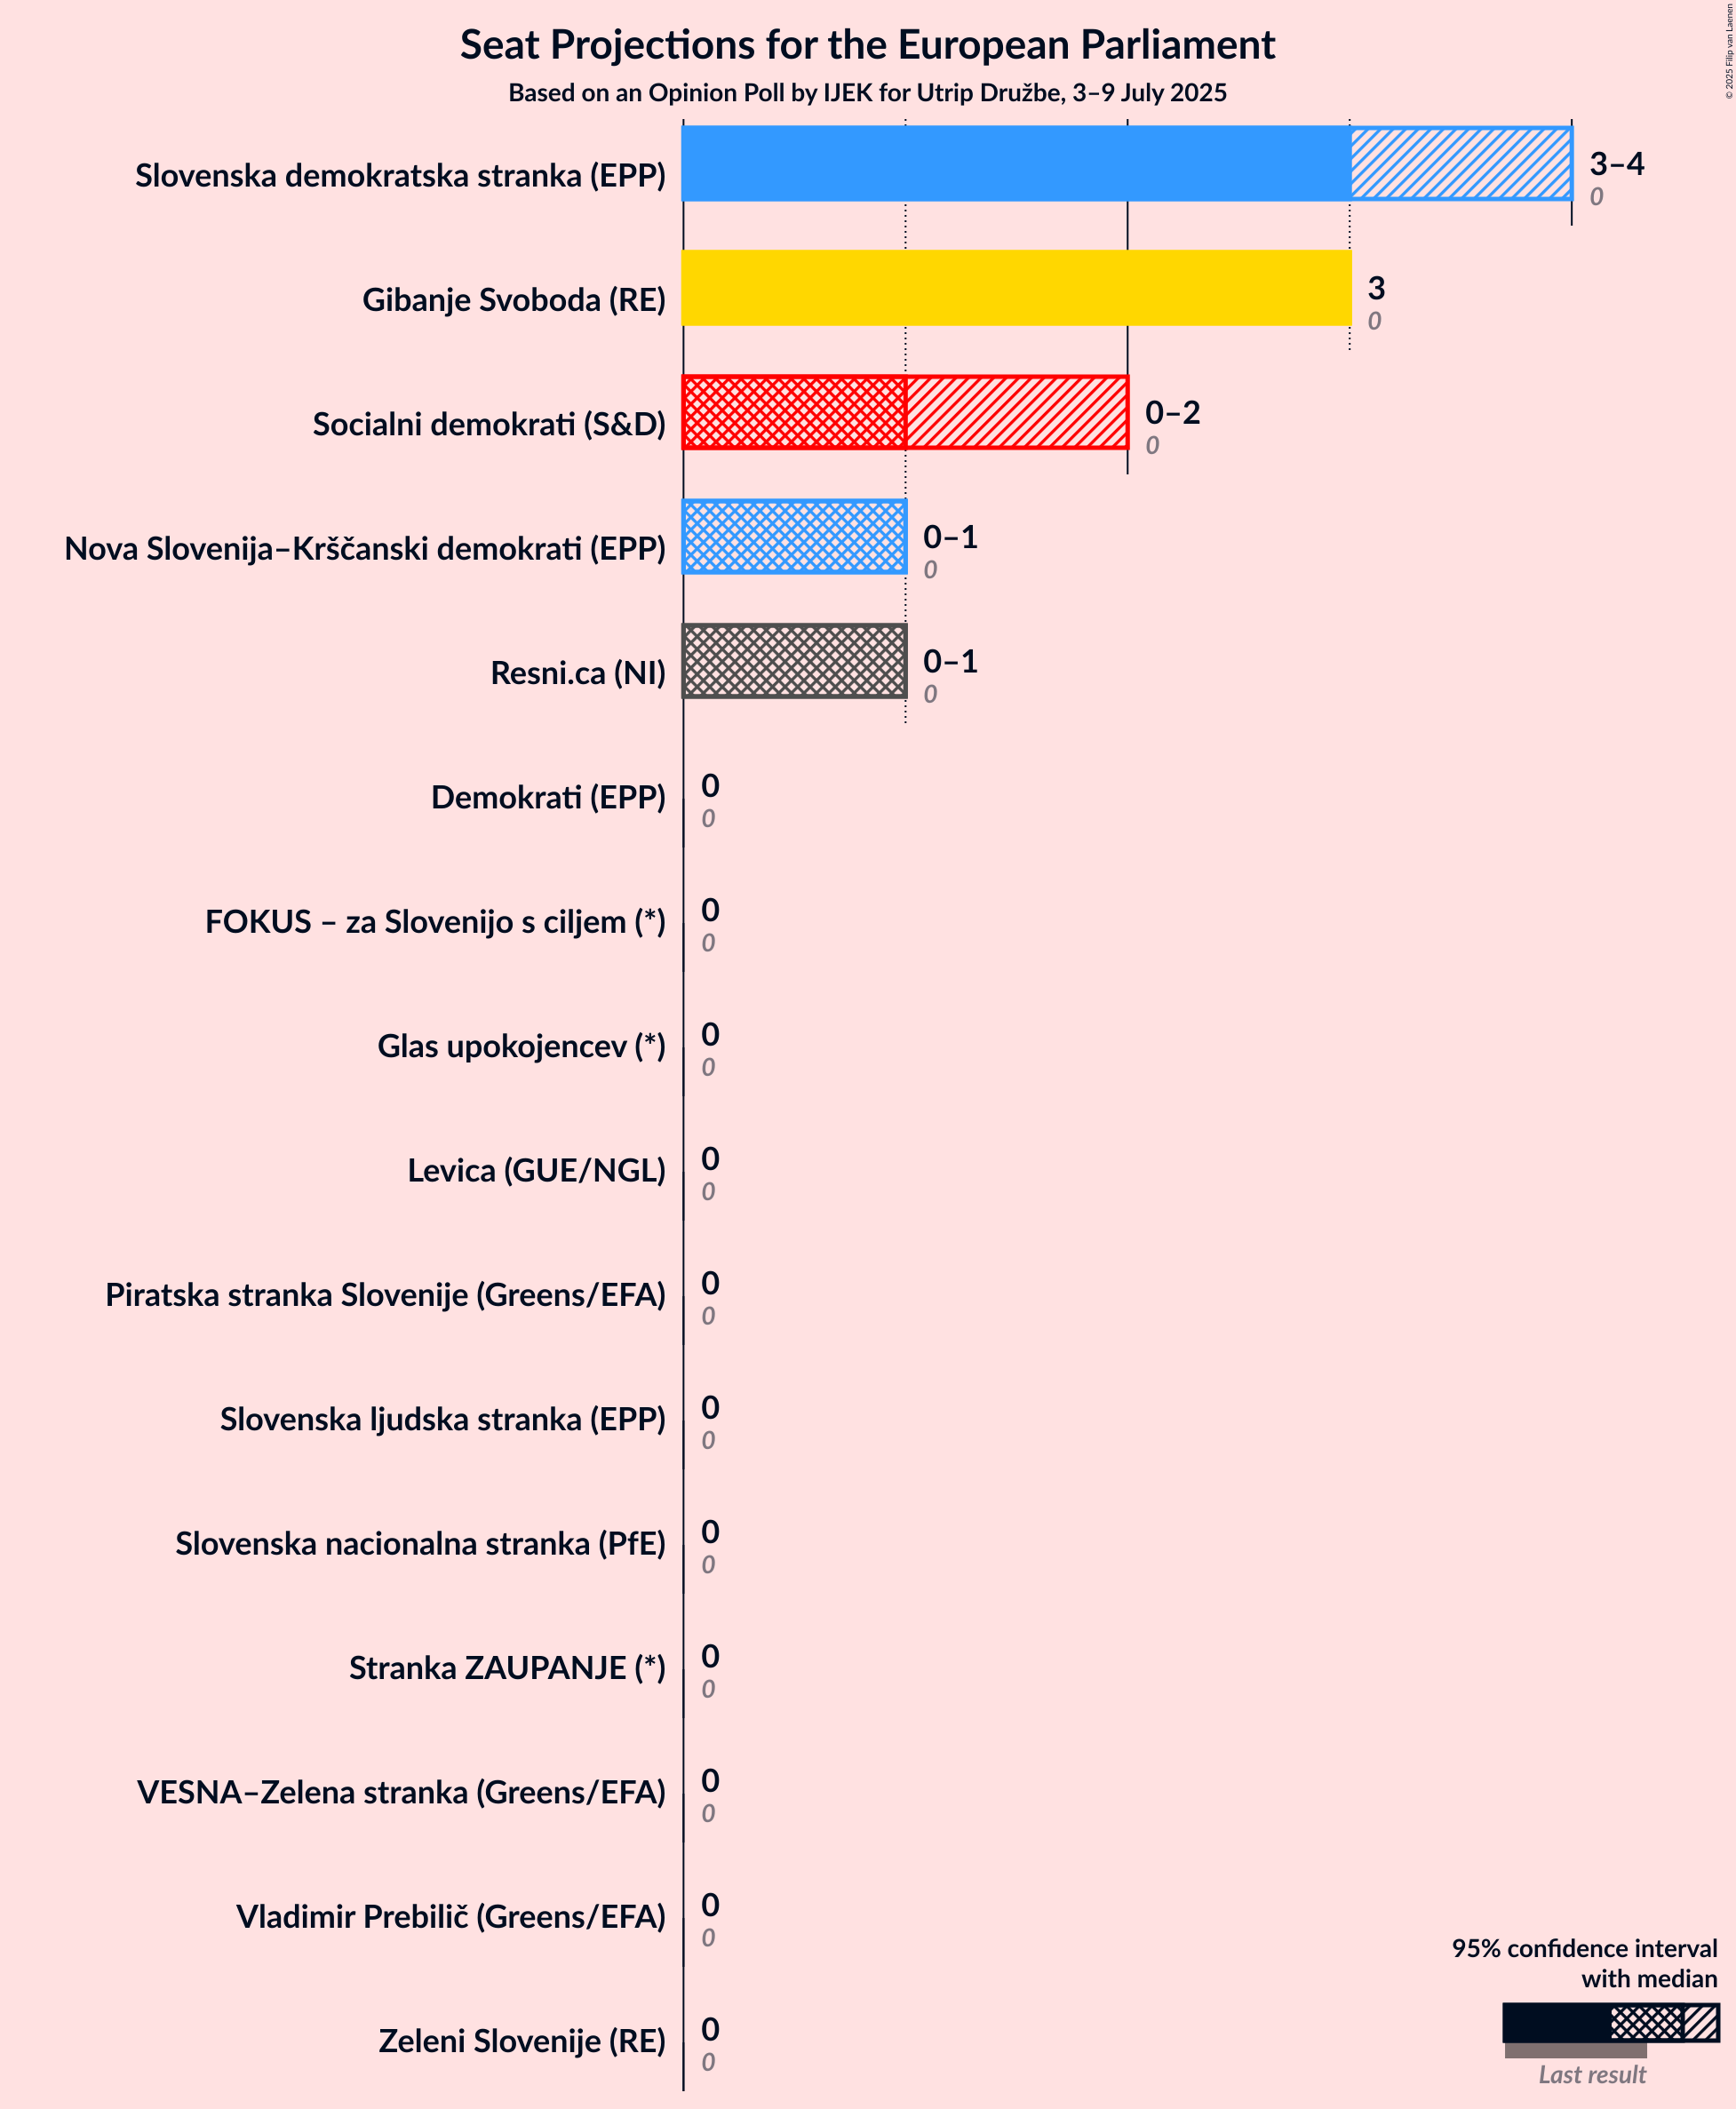 Seat Projections for the European Parliament
Based on an Opinion Poll by IJEK for Utrip Družbe, 3–9 July 2025
© 2025 Filip van Laenen
Slovenska demokratska stranka (EPP)
3–4
0
Gibanje Svoboda (RE)
3
0
Socialni demokrati (S&D)
0–2
0
Nova Slovenija–Krščanski demokrati (EPP)
0–1
0
Resni.ca (NI)
0–1
0
Demokrati (EPP)
0
0
FOKUS – za Slovenijo s ciljem (*)
0
0
Glas upokojencev (*)
0
0
Levica (GUE/NGL)
0
0
Piratska stranka Slovenije (Greens/EFA)
0
0
Slovenska ljudska stranka (EPP)
0
0
Slovenska nacionalna stranka (PfE)
0
0
Stranka ZAUPANJE (*)
0
0
VESNA–Zelena stranka (Greens/EFA)
0
0
Vladimir Prebilič (Greens/EFA)
0
0
Zeleni Slovenije (RE)
0
0
95% confidence interval
with median
Last result